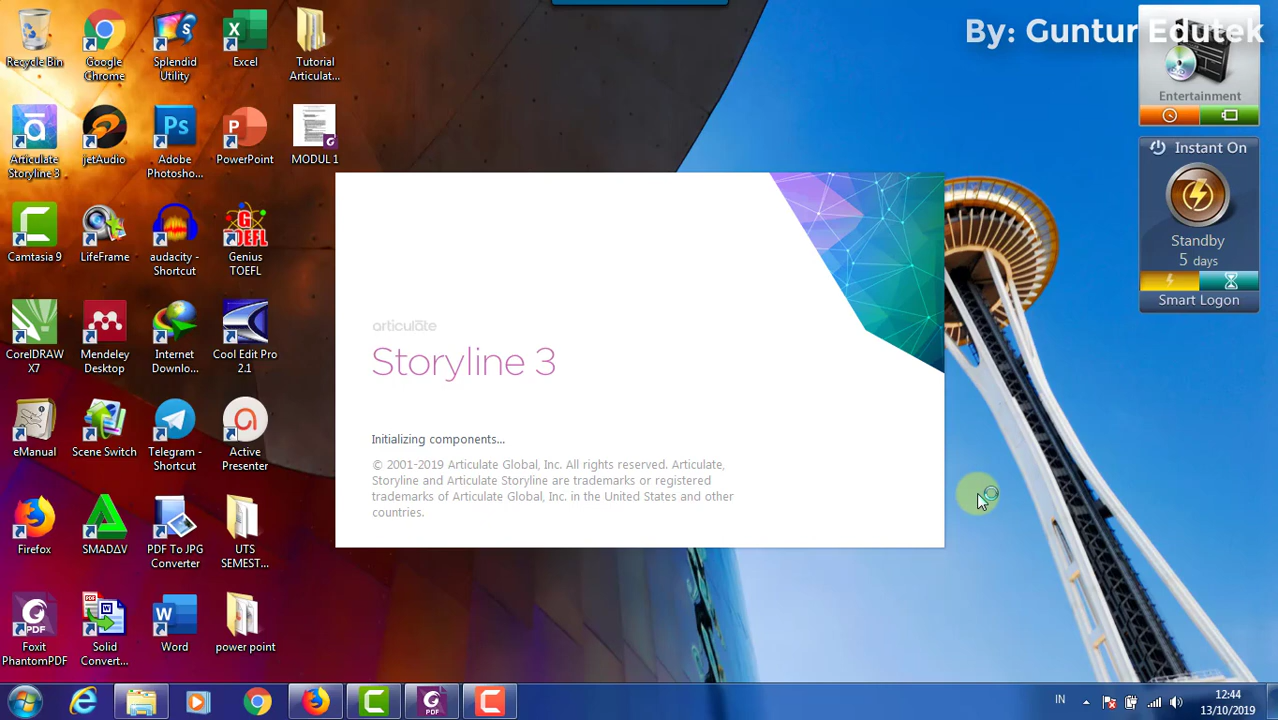 By: Guntur Edutek
Recycle Bin
Google
Chrome
Splendid
Utility
Excel
Tutorial
Articulat...
Articulate
Storyline 3
jetAudio
Adobe
Photosho...
PowerPoint
MODUL 1
Camtasia 9
LifeFrame
audacity -
Shortcut
Genius
TOEFL
CorelDRAW
X7
Mendeley
Desktop
Internet
Downlo...
Cool Edit Pro
2.1
eManual
Scene Switch
Telegram -
Shortcut
Active
Presenter
Firefox
SMADΔV
PDF To JPG
Converter
UTS
SEMEST...
Foxit
PhantomPDF
Solid
Convert...
Word
power point
articulate
Storyline 3
Initializing components...
© 2001-2019 Articulate Global, Inc. All rights reserved. Articulate,
Storyline and Articulate Storyline are trademarks or registered
trademarks of Articulate Global, Inc. in the United States and other
countries.
Entertainment
Instant On
Standby
5 days
Smart Logon
IN
12:44
13/10/2019